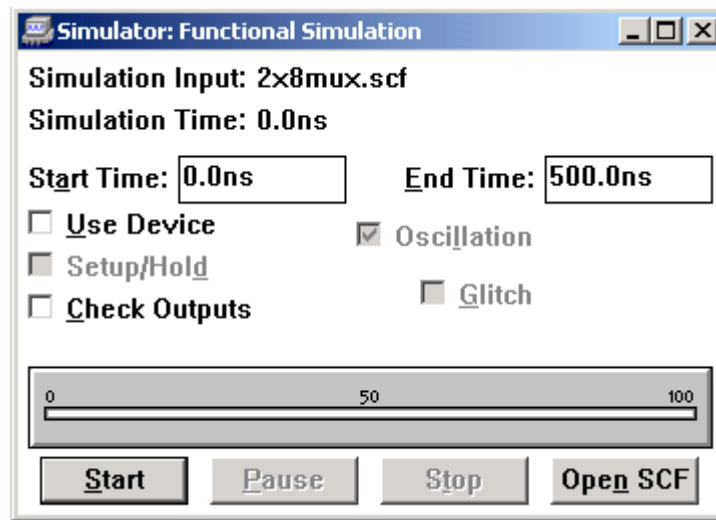 Simulator: Functional Simulation
Simulation Input: 2x8mux.scf
Simulation Time: 0.0ns
Start Time: 0.0ns End Time: 500.0ns
Use Device Oscillation
Setup/Hold Glitch
Check Outputs
0 50 100
Start Pause Stop Open SCF